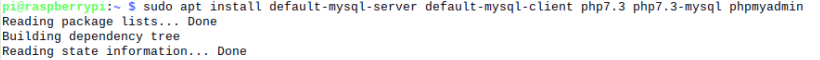 pi@raspberrypi:~ $ sudo apt install default-mysql-server default-mysql-client php7.3 php7.3-mysql phpmyadmin
Reading package lists... Done
Building dependency tree
Reading state information... Done